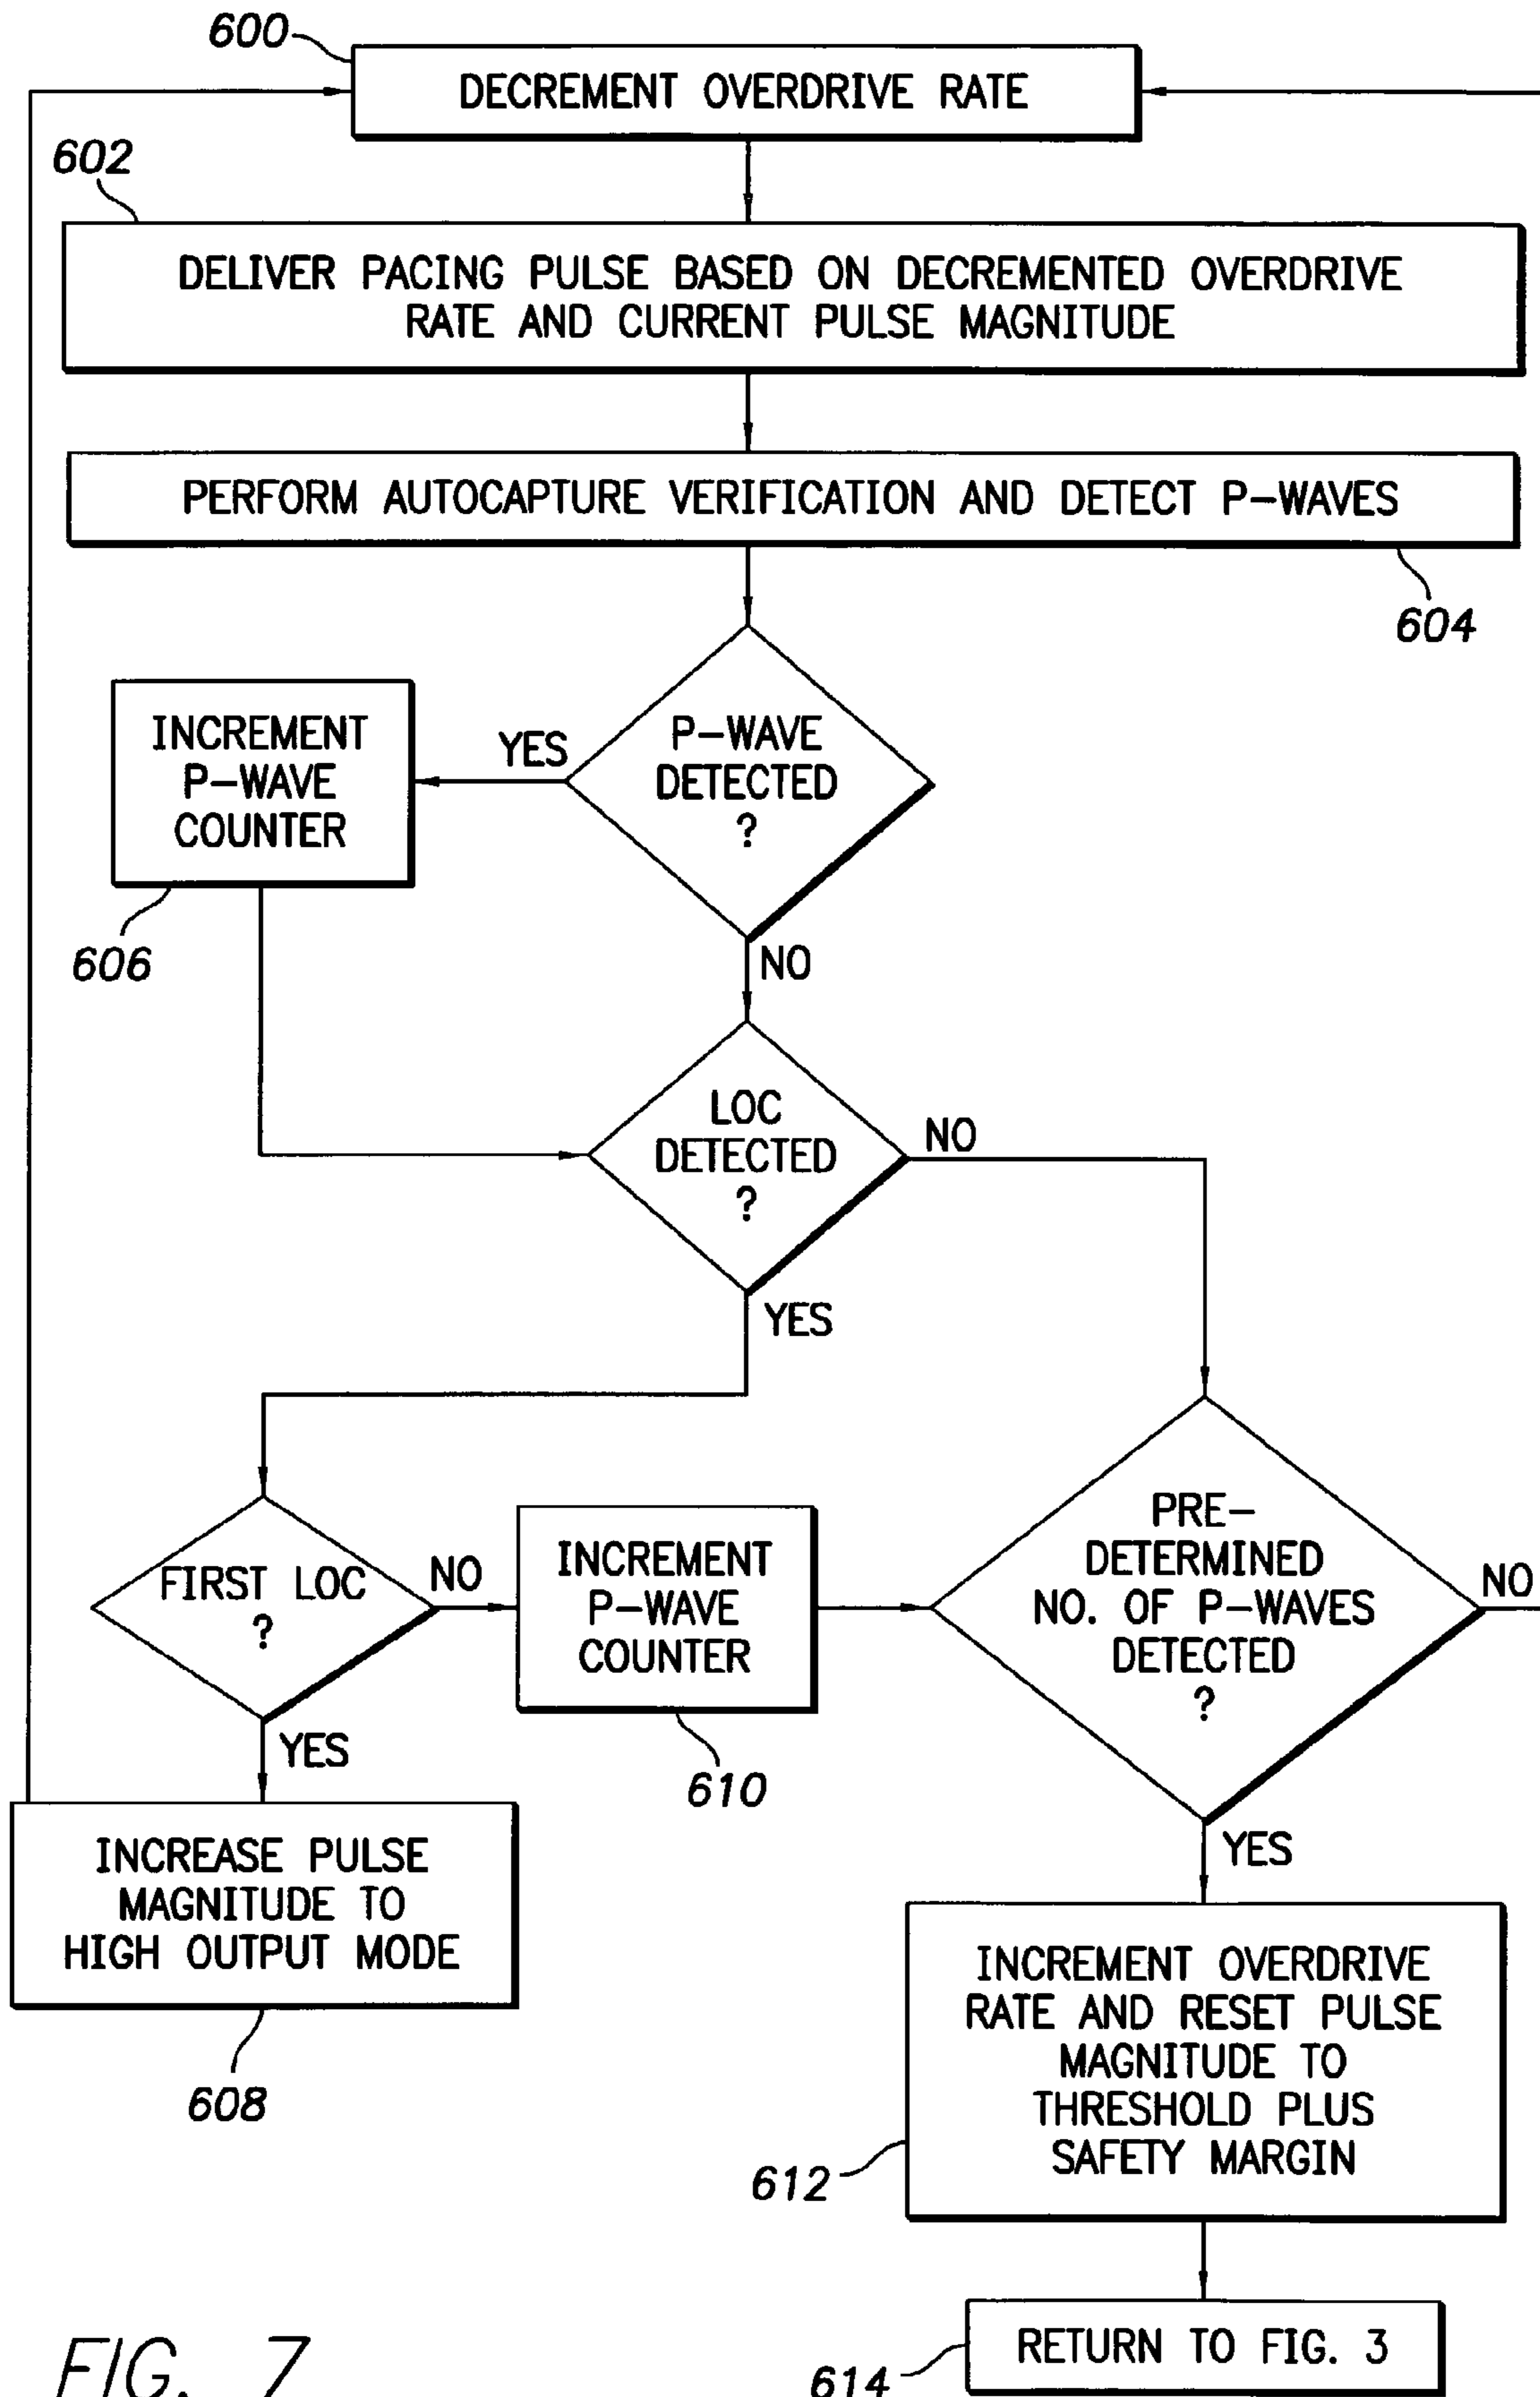 600
DECREMENT OVERDRIVE RATE
602
DELIVER PACING PULSE BASED ON DECREMENTED OVERDRIVE
RATE AND CURRENT PULSE MAGNITUDE
PERFORM AUTOCAPTURE VERIFICATION AND DETECT P-WAVES
604
P-WAVE
DETECTED
?
YES
INCREMENT
P-WAVE
COUNTER
606
NO
LOC
DETECTED
?
NO
YES
FIRST LOC
?
NO
INCREMENT
P-WAVE
COUNTER
610
PRE-
DETERMINED
NO. OF P-WAVES
DETECTED
?
NO
YES
YES
INCREASE PULSE
MAGNITUDE TO
HIGH OUTPUT MODE
608
INCREMENT OVERDRIVE
RATE AND RESET PULSE
MAGNITUDE TO
THRESHOLD PLUS
SAFETY MARGIN
612
RETURN TO FIG. 3
614
FIG. 7